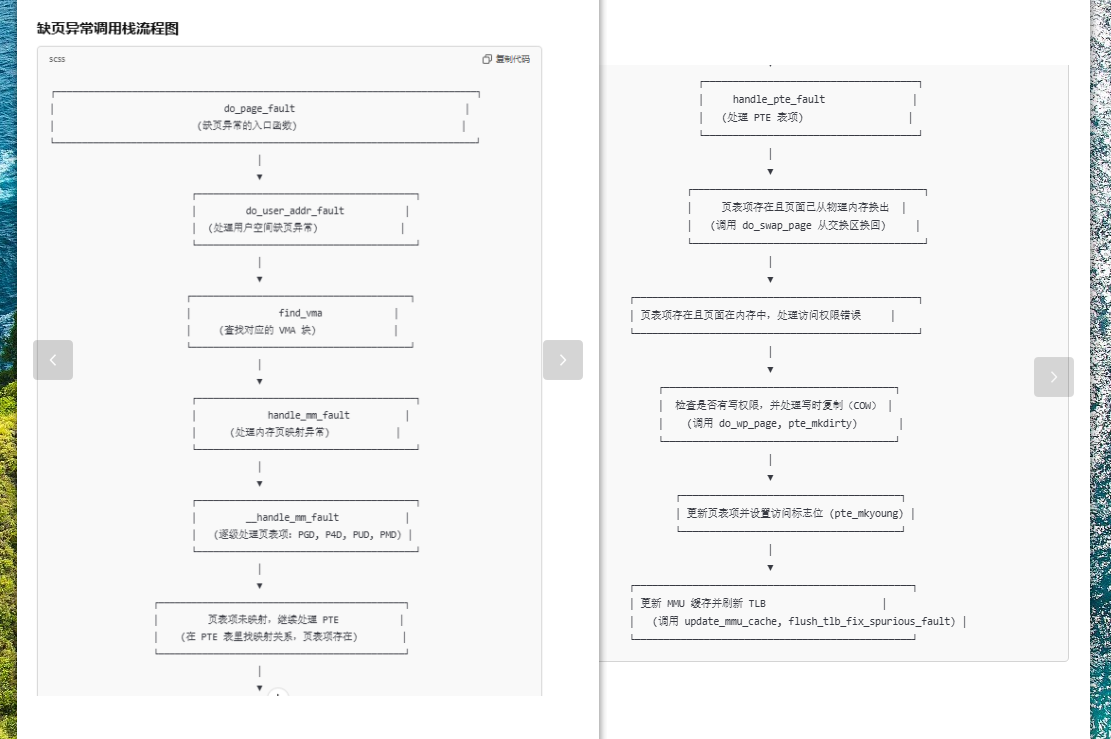 缺页异常调用栈流程图
scss
复制代码
do_page_fault
(缺页异常的入口函数)
do_user_addr_fault
(处理用户空间缺页异常)
find_vma
(查找对应的 VMA 块)
handle_mm_fault
(处理内存页映射异常)
__handle_mm_fault
(逐级处理页表项: PGD, P4D, PUD, PMD)
页表项未映射，继续处理 PTE
(在 PTE 表里找映射关系，页表项存在)
handle_pte_fault
(处理 PTE 表项)
页表项存在且页面已从物理内存换出
(调用 do_swap_page 从交换区换回)
页表项存在且页面在内存中，处理访问权限错误
检查是否有写权限，并处理写时复制（COW）
(调用 do_wp_page, pte_mkdirty)
更新页表项并设置访问标志位 (pte_mkyoung)
更新 MMU 缓存并刷新 TLB
(调用 update_mmu_cache, flush_tlb_fix_spurious_fault)